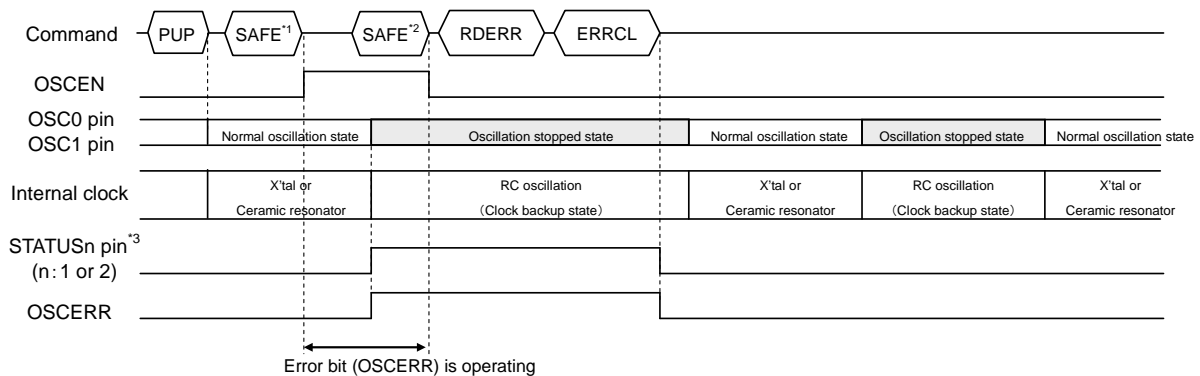 Command PUP SAFE*1 SAFE*2 RDERR ERRCL
OSCEN
OSC0 pin
OSC1 pin
Normal oscillation state Oscillation stopped state Normal oscillation state Oscillation stopped state Normal oscillation state
Internal clock
X'tal or RC oscillation X'tal or RC oscillation X'tal or
Ceramic resonator (Clock backup state) Ceramic resonator (Clock backup state) Ceramic resonator
STATUSn pin*3
(n:1 or 2)
OSCERR
Error bit (OSCERR) is operating